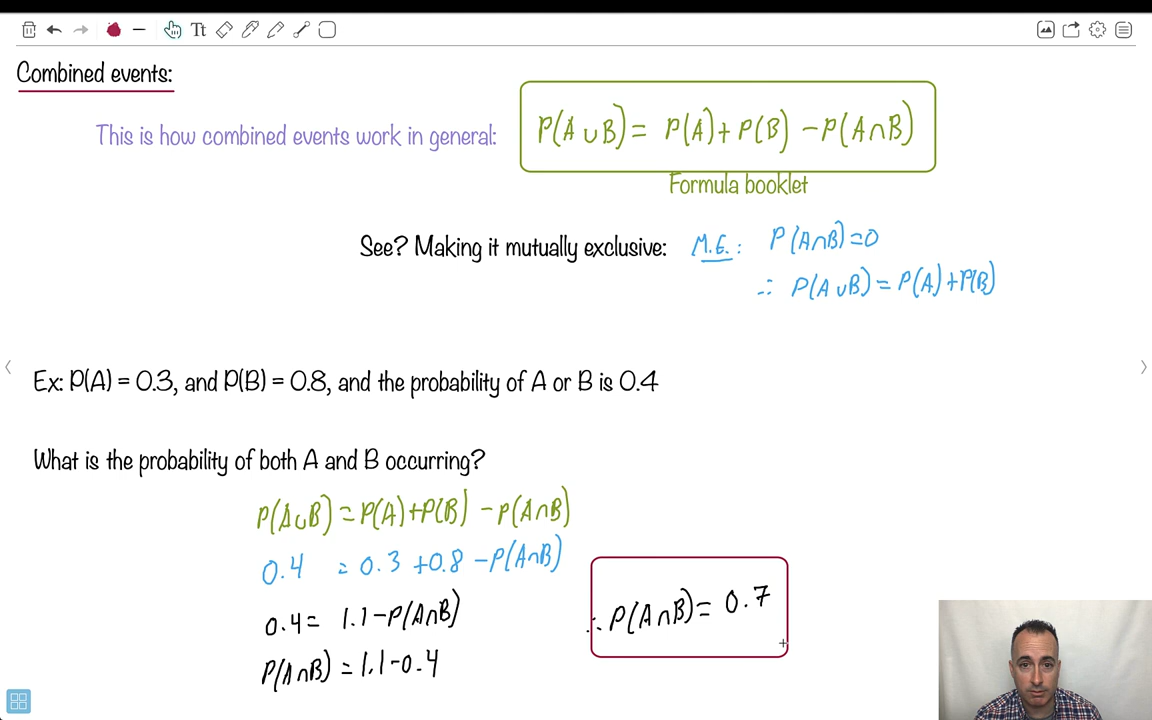 Tt
Combined events:
This is how combined events work in general: P(A∪B) = P(A) + P(B) - P(A∩B)
Formula booklet
See? Making it mutually exclusive: M.E.: P(A∩B)=0
∴ P(A∪B) = P(A) + P(B)
Ex: P(A) = 0.3, and P(B) = 0.8, and the probability of A or B is 0.4
What is the probability of both A and B occurring?
P(A∪B) = P(A) + P(B) - P(A∩B)
0.4 = 0.3 + 0.8 - P(A∩B)
0.4 = 1.1 - P(A∩B)
P(A∩B) = 1.1 - 0.4
∴ P(A∩B) = 0.7